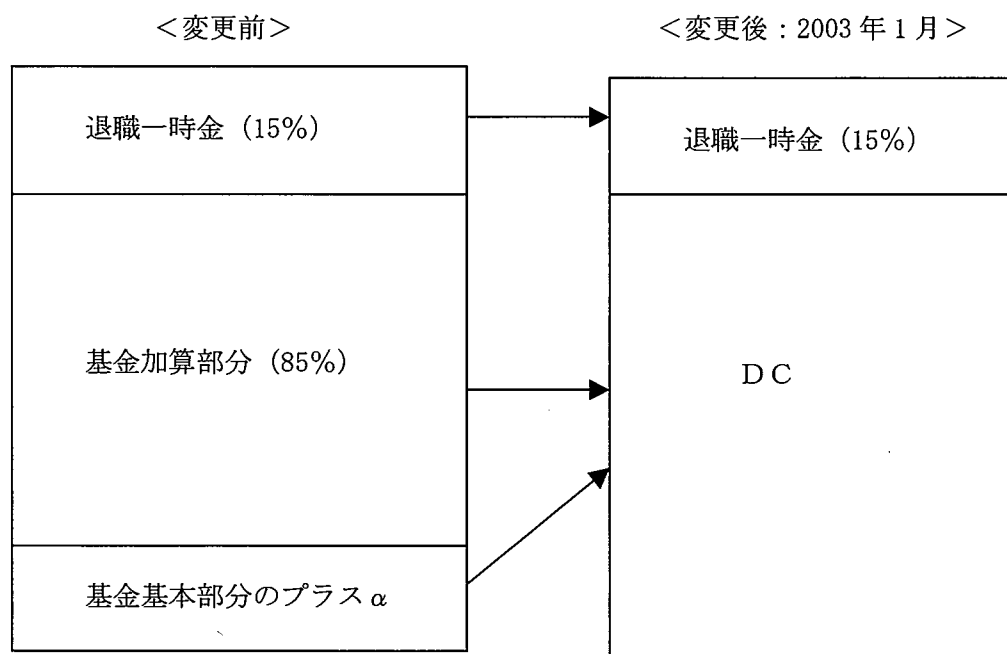 ＜変更前＞
＜変更後：2003年1月＞
退職一時金（15%）
退職一時金（15%）
基金加算部分（85%）
ＤＣ
基金基本部分のプラスα